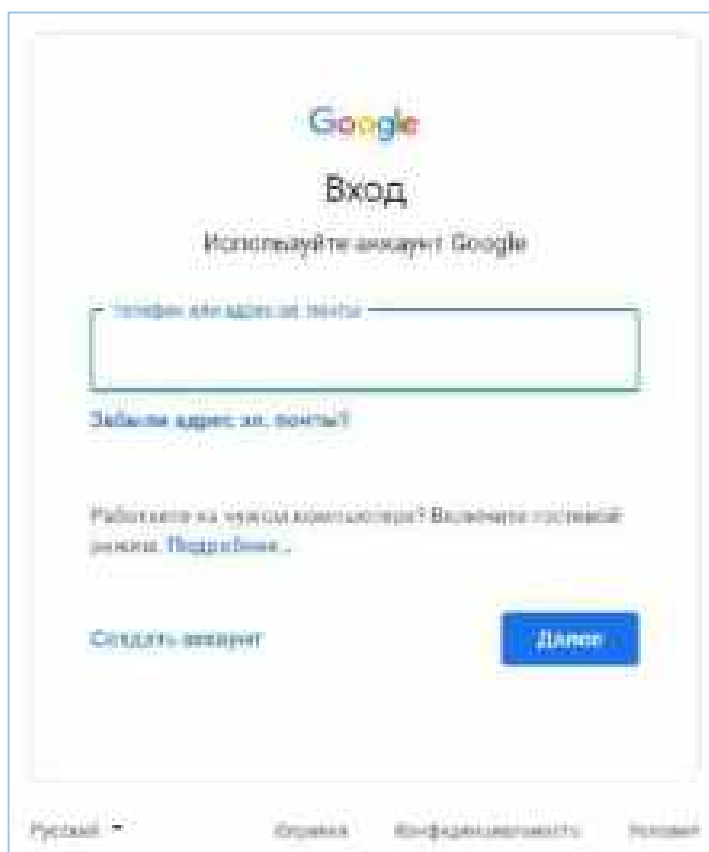 Google
Вход
Используйте аккаунт Google
Телефон или адрес эл. почты
Забыли адрес эл. почты?
Работаете на чужом компьютере? Включите гостевой
режим. Подробнее…
Создать аккаунт
Далее
Русский
Справка Конфиденциальность Условия